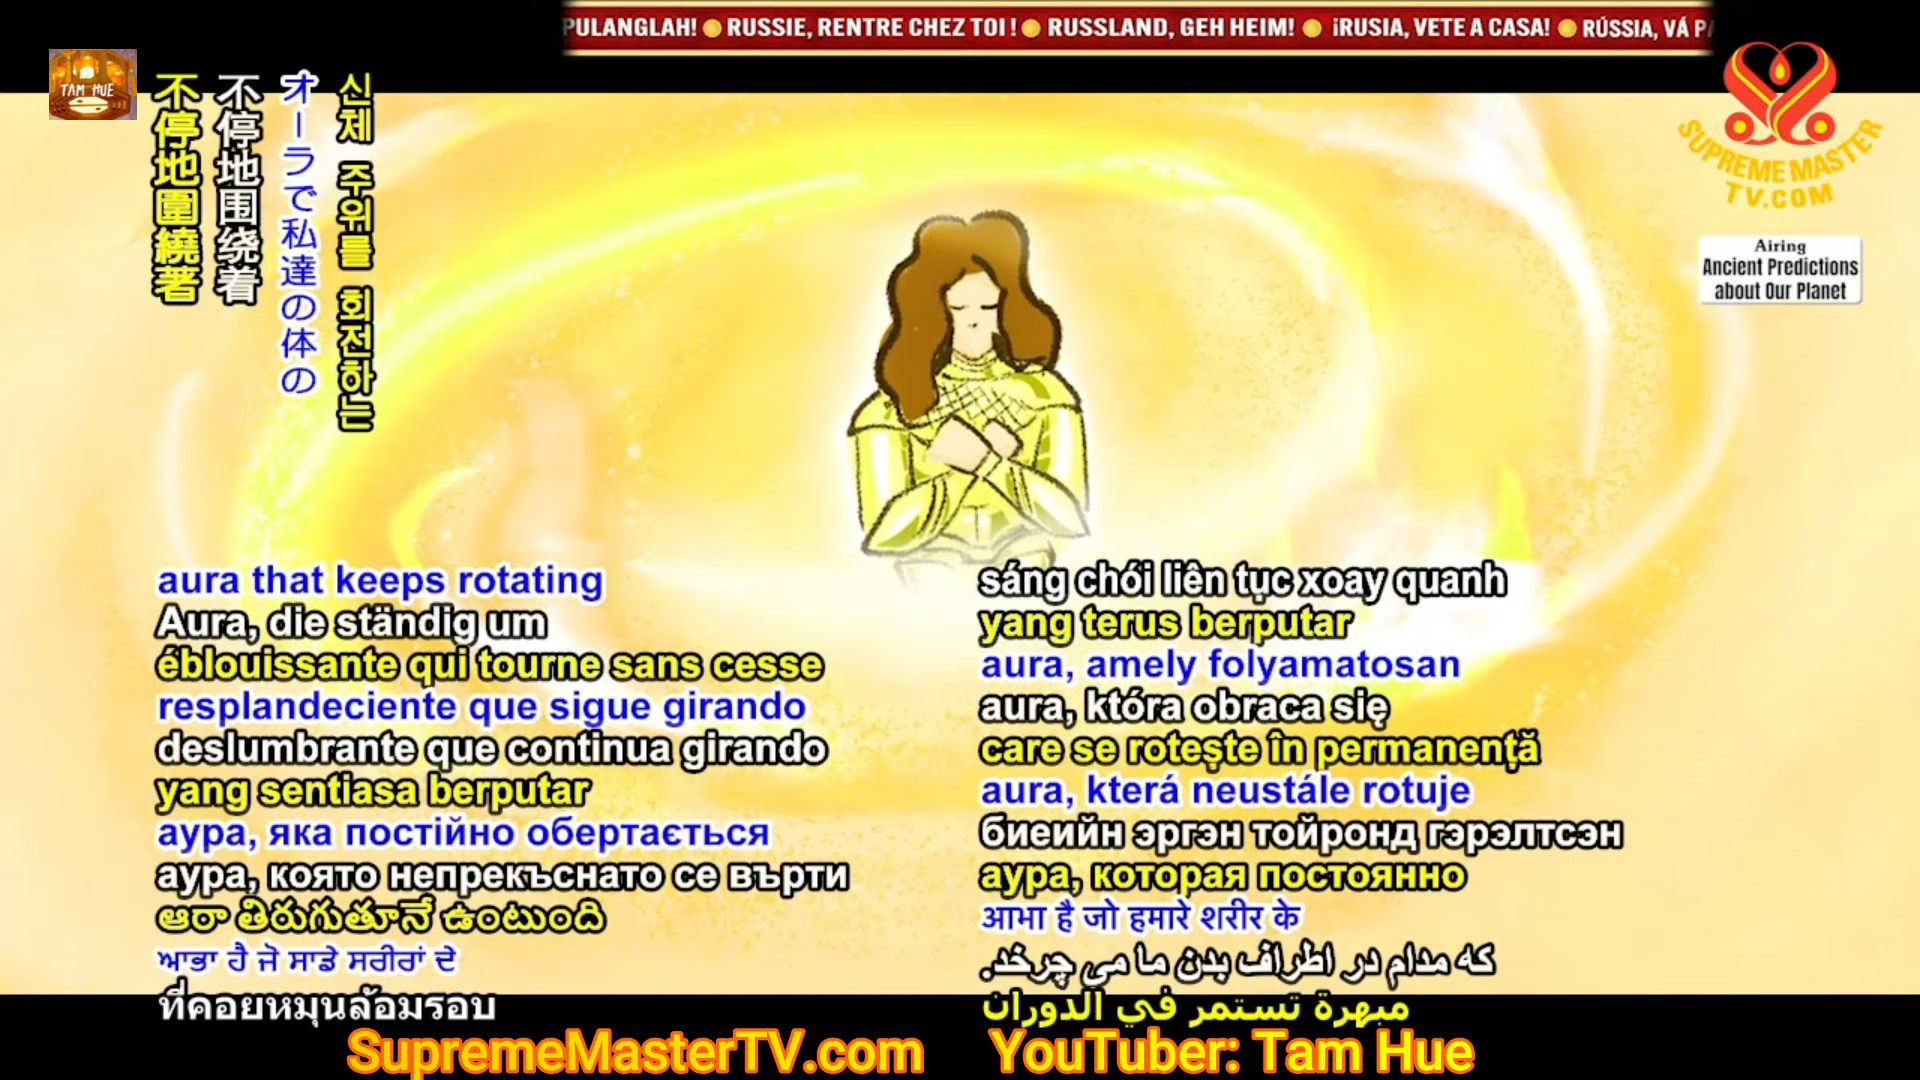 PULANGLAH! RUSSIE, RENTRE CHEZ TOI ! RUSSLAND, GEH HEIM! ¡RUSIA, VETE A CASA! RÚSSIA, VÁ
TAM HUE
不停地圍繞著
不停地围绕着
オーラで私達の体の
신체 주위를 회전하는
SUPREME MASTER
TV.COM
Airing
Ancient Predictions
about Our Planet
aura that keeps rotating
Aura, die ständig um
éblouissante qui tourne sans cesse
resplandeciente que sigue girando
deslumbrante que continua girando
yang sentiasa berputar
аура, яка постійно обертається
аура, която непрекъснато се върти
ఆరా తిరుగుతూనే ఉంటుంది
ਆਭਾ ਹੈ ਜੋ ਸਾਡੇ ਸਰੀਰਾਂ ਦੇ
ที่คอยหมุนล้อมรอบ
sáng chói liên tục xoay quanh
yang terus berputar
aura, amely folyamatosan
aura, która obraca się
care se rotește în permanență
aura, která neustále rotuje
биеийн эргэн тойронд гэрэлтсэн
аура, которая постоянно
आभा है जो हमारे शरीर के
که مدام در اطراف بدن ما می چرخد.
مبهرة تستمر في الدوران
SupremeMasterTV.com YouTuber: Tam Hue